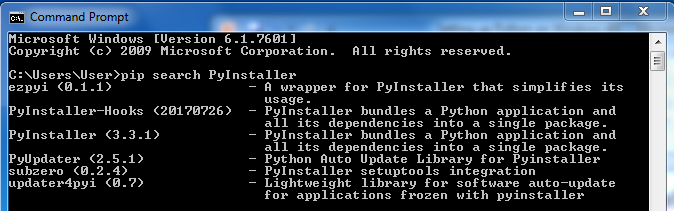 Command Prompt
Microsoft Windows [Version 6.1.7601]
Copyright (c) 2009 Microsoft Corporation.  All rights reserved.
C:\Users\User>pip search PyInstaller
ezpyi (0.1.1)                  - A wrapper for PyInstaller that simplifies its
                                 usage.
PyInstaller-Hooks (20170726)   - PyInstaller bundles a Python application and
                                 all its dependencies into a single package.
PyInstaller (3.3.1)            - PyInstaller bundles a Python application and
                                 all its dependencies into a single package.
PyUpdater (2.5.1)              - Python Auto Update Library for Pyinstaller
subzero (0.2.4)                - PyInstaller setuptools integration
updater4pyi (0.7)              - Lightweight library for software auto-update
                                 for applications frozen with pyinstaller